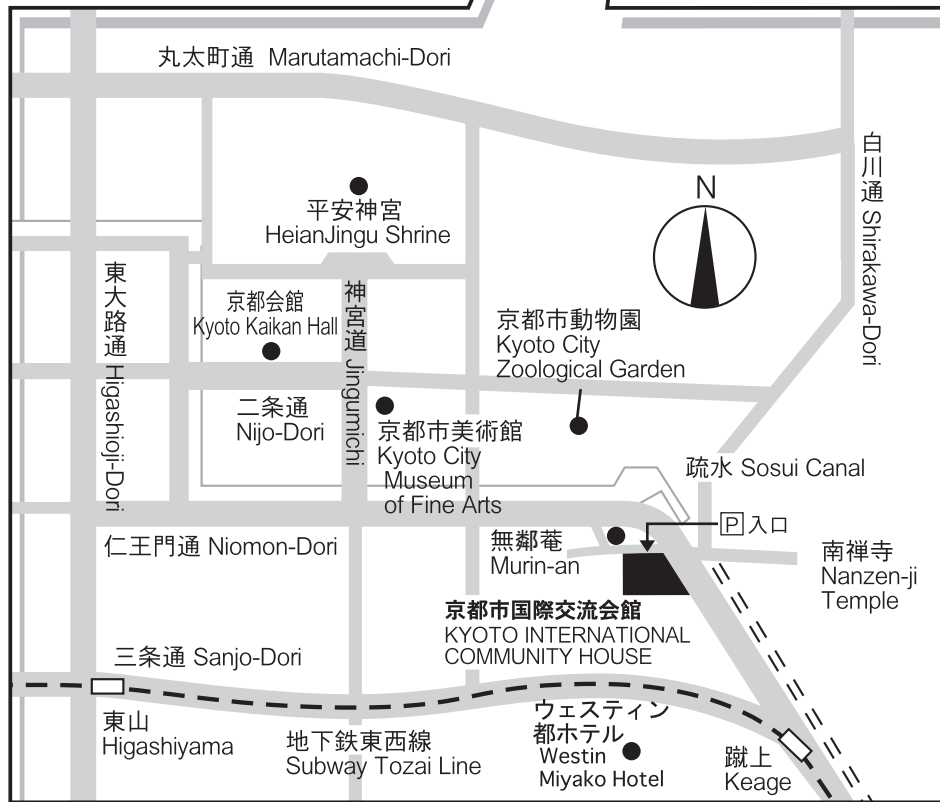 丸太町通 Marutamachi-Dori
白川通 Shirakawa-Dori
N
平安神宮
HeianJingu Shrine
東大路通 Higashioji-Dori
京都会館
Kyoto Kaikan Hall
神宮道 Jingumichi
京都市動物園
Kyoto City
Zoological Garden
二条通
Nijo-Dori
京都市美術館
Kyoto City
Museum
of Fine Arts
疏水 Sosui Canal
P入口
仁王門通 Niomon-Dori
無鄰菴
Murin-an
南禅寺
Nanzen-ji
Temple
京都市国際交流会館
KYOTO INTERNATIONAL
COMMUNITY HOUSE
三条通 Sanjo-Dori
東山
Higashiyama
地下鉄東西線
Subway Tozai Line
ウェスティン
都ホテル
Westin
Miyako Hotel
蹴上
Keage